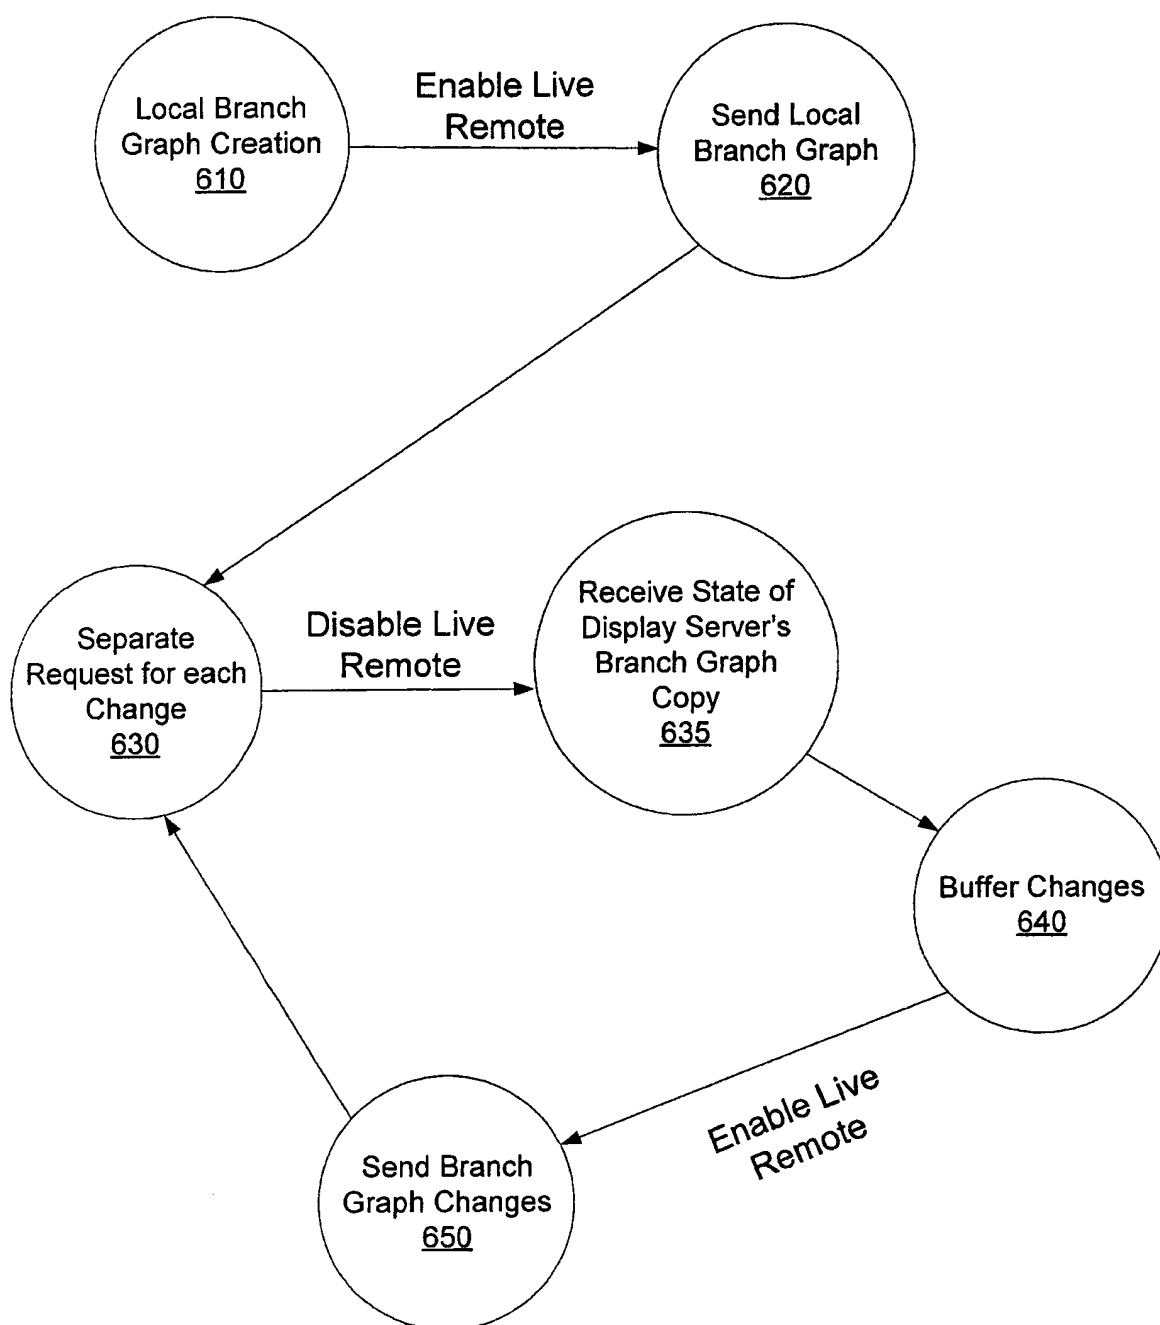 Local Branch
Graph Creation
610
Enable Live
Remote
Send Local
Branch Graph
620
Separate
Request for each
Change
630
Disable Live
Remote
Receive State of
Display Server's
Branch Graph
Copy
635
Buffer Changes
640
Enable Live
Remote
Send Branch
Graph Changes
650